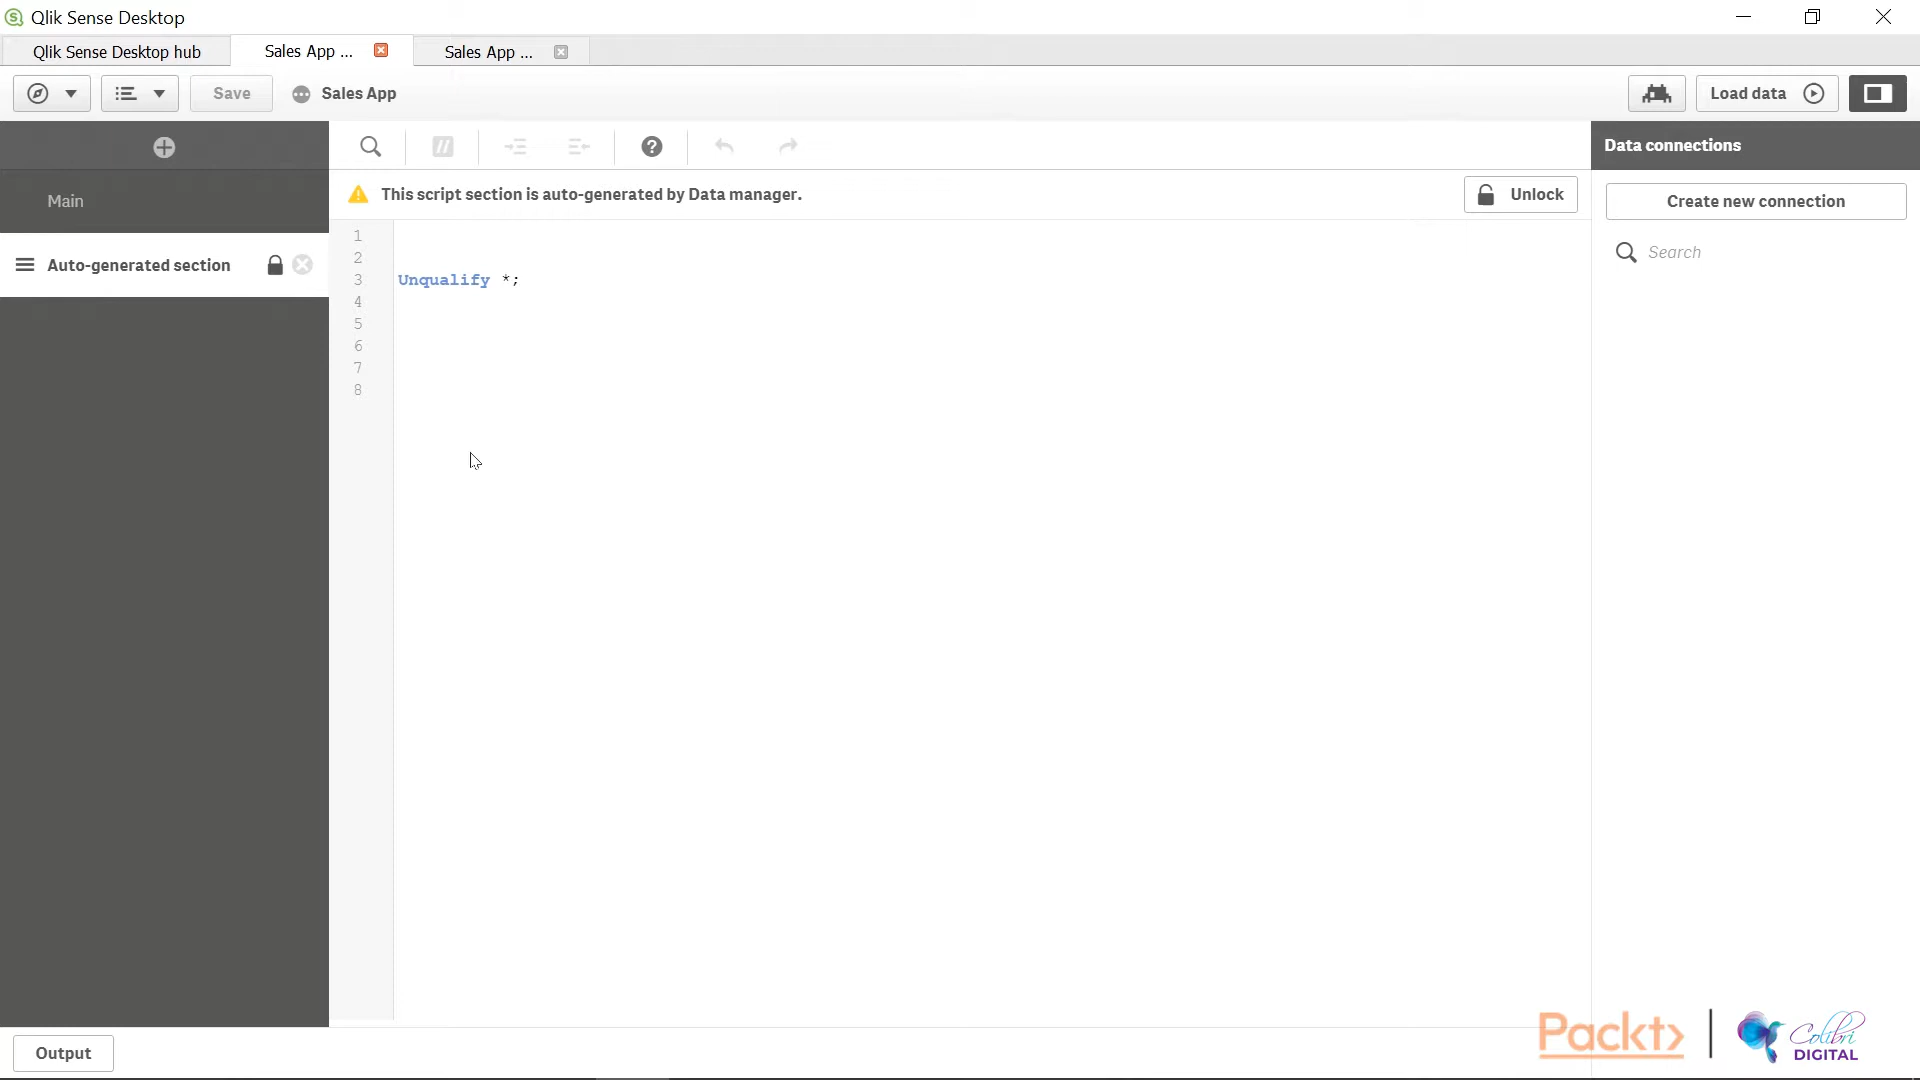 Qlik Sense Desktop
Qlik Sense Desktop hub
Sales App ...
Sales App ...
Save
Sales App
Load data
Data connections
This script section is auto-generated by Data manager.
Unlock
Main
Create new connection
Auto-generated section
Search
1
2
3 Unqualify *;
4
5
6
7
8
Output
Packt>
Colibri
DIGITAL